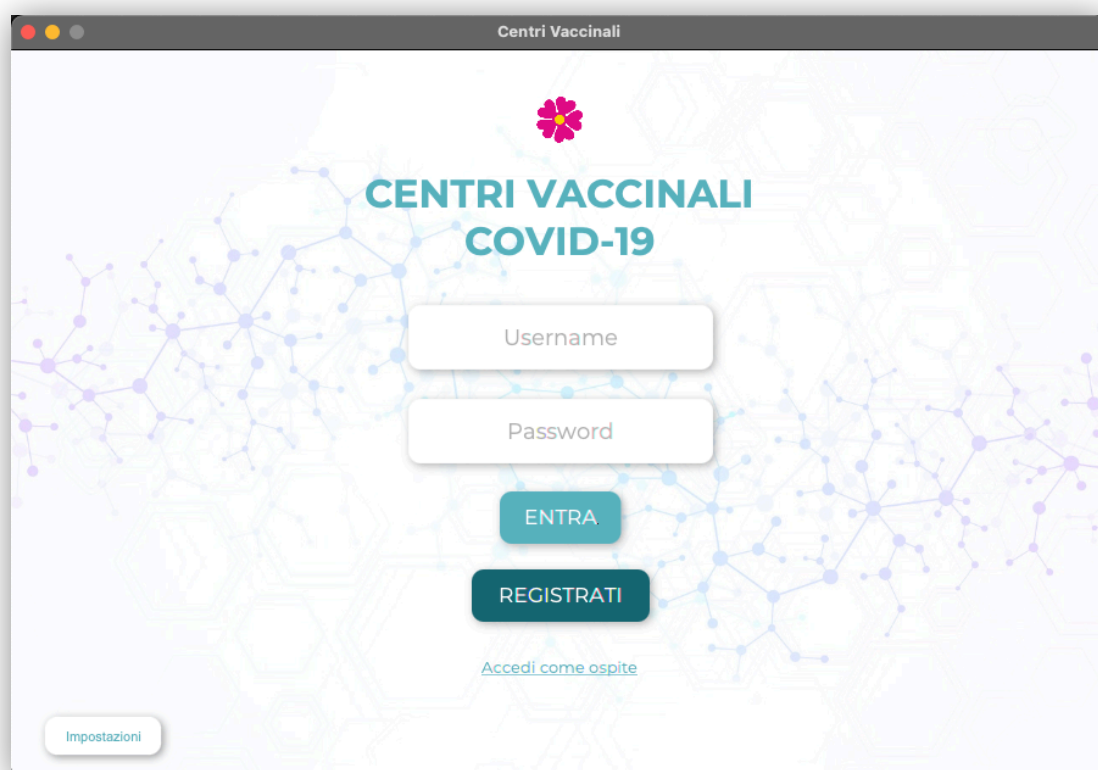 Centri Vaccinali
CENTRI VACCINALI
COVID-19
Username
Password
ENTRA
REGISTRATI
Accedi come ospite
Impostazioni